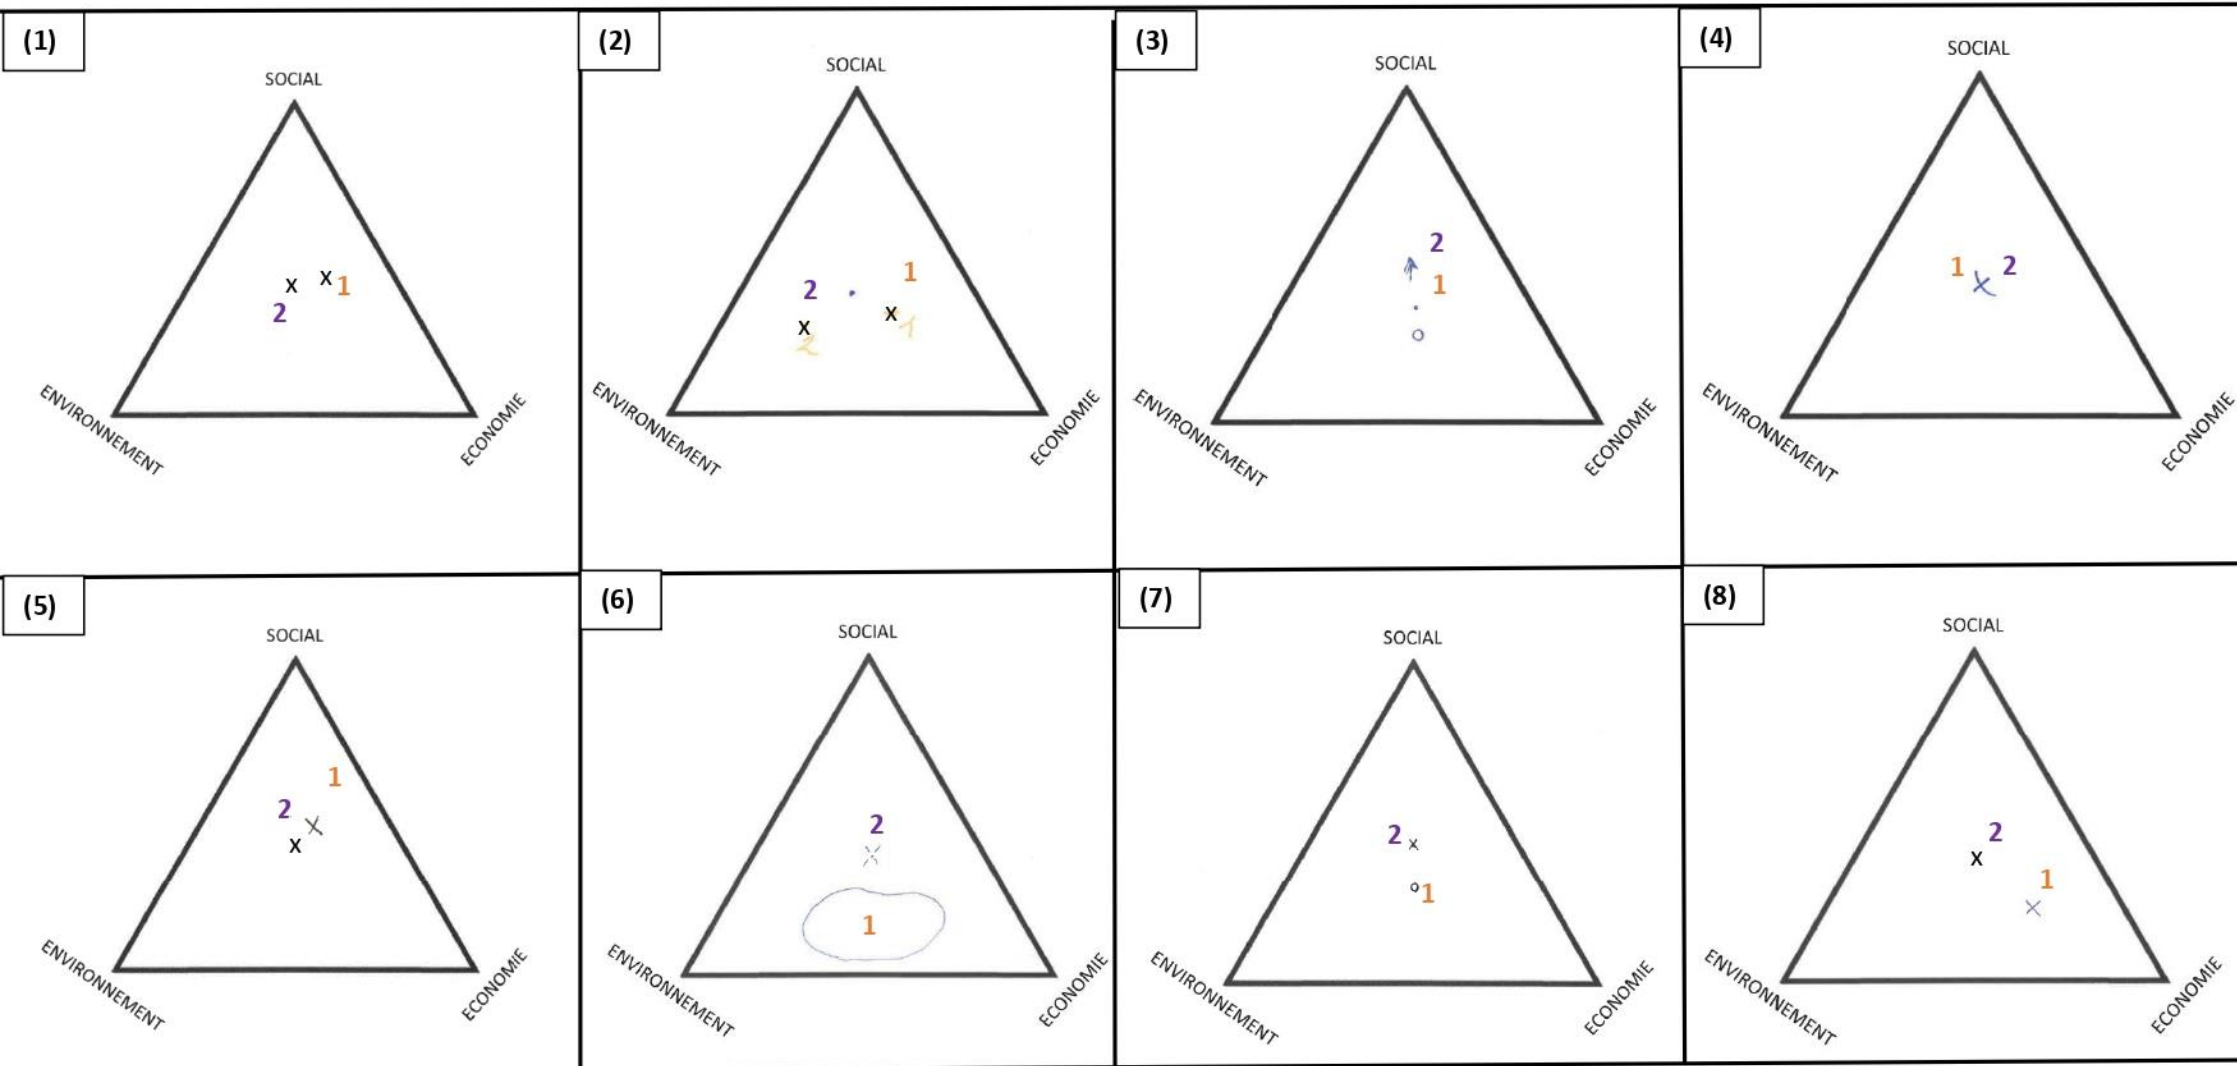 (1)
SOCIAL
x x 1
2
ENVIRONNEMENT
ECONOMIE
(2)
SOCIAL
1
2
x
x
1
2
ENVIRONNEMENT
ECONOMIE
(3)
SOCIAL
2
1
ENVIRONNEMENT
ECONOMIE
(4)
SOCIAL
1 x 2
ENVIRONNEMENT
ECONOMIE
(5)
SOCIAL
1
2
x
x
ENVIRONNEMENT
ECONOMIE
(6)
SOCIAL
2
x
1
ENVIRONNEMENT
ECONOMIE
(7)
SOCIAL
2 x
o 1
ENVIRONNEMENT
ECONOMIE
(8)
SOCIAL
2
x
1
x
ENVIRONNEMENT
ECONOMIE